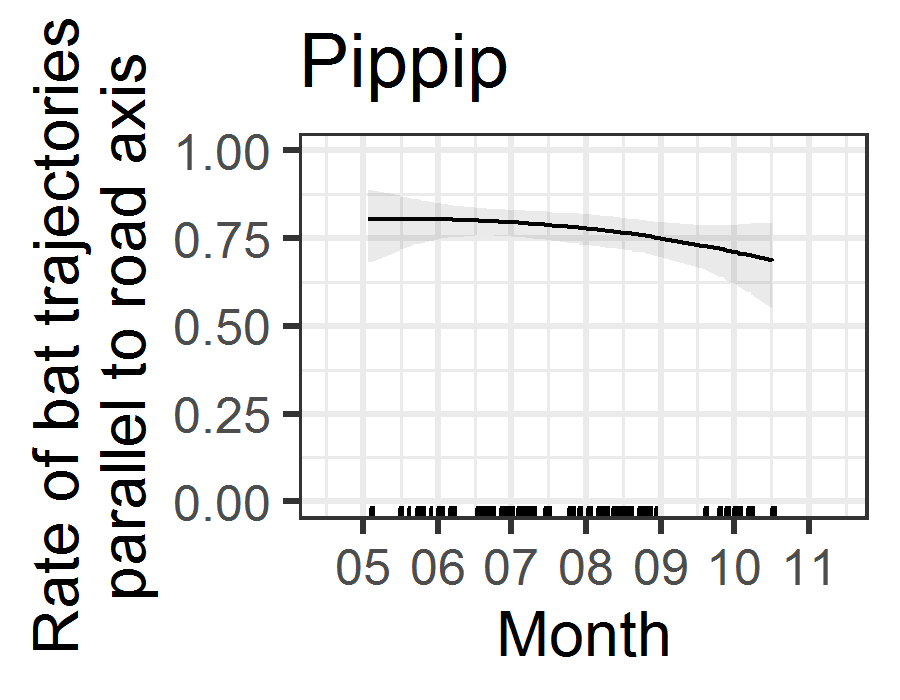 Pippip
Rate of bat trajectories
parallel to road axis
1.00
0.75
0.50
0.25
0.00
05 06 07 08 09 10 11
Month